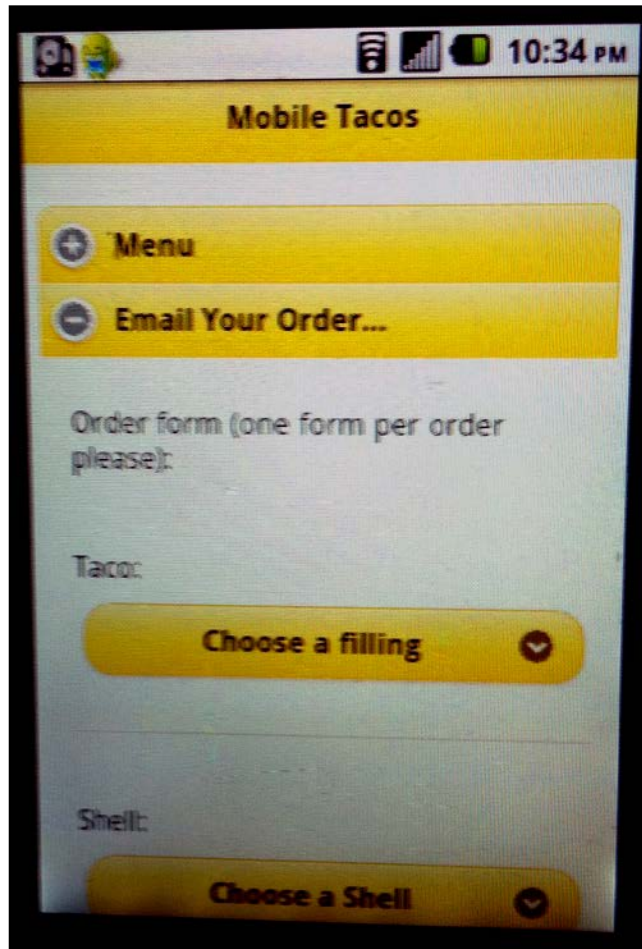 10:34 PM
Mobile Tacos
Menu
Email Your Order...
Order form (one form per order
please):
Taco:
Choose a filling
Shell:
Choose a Shell